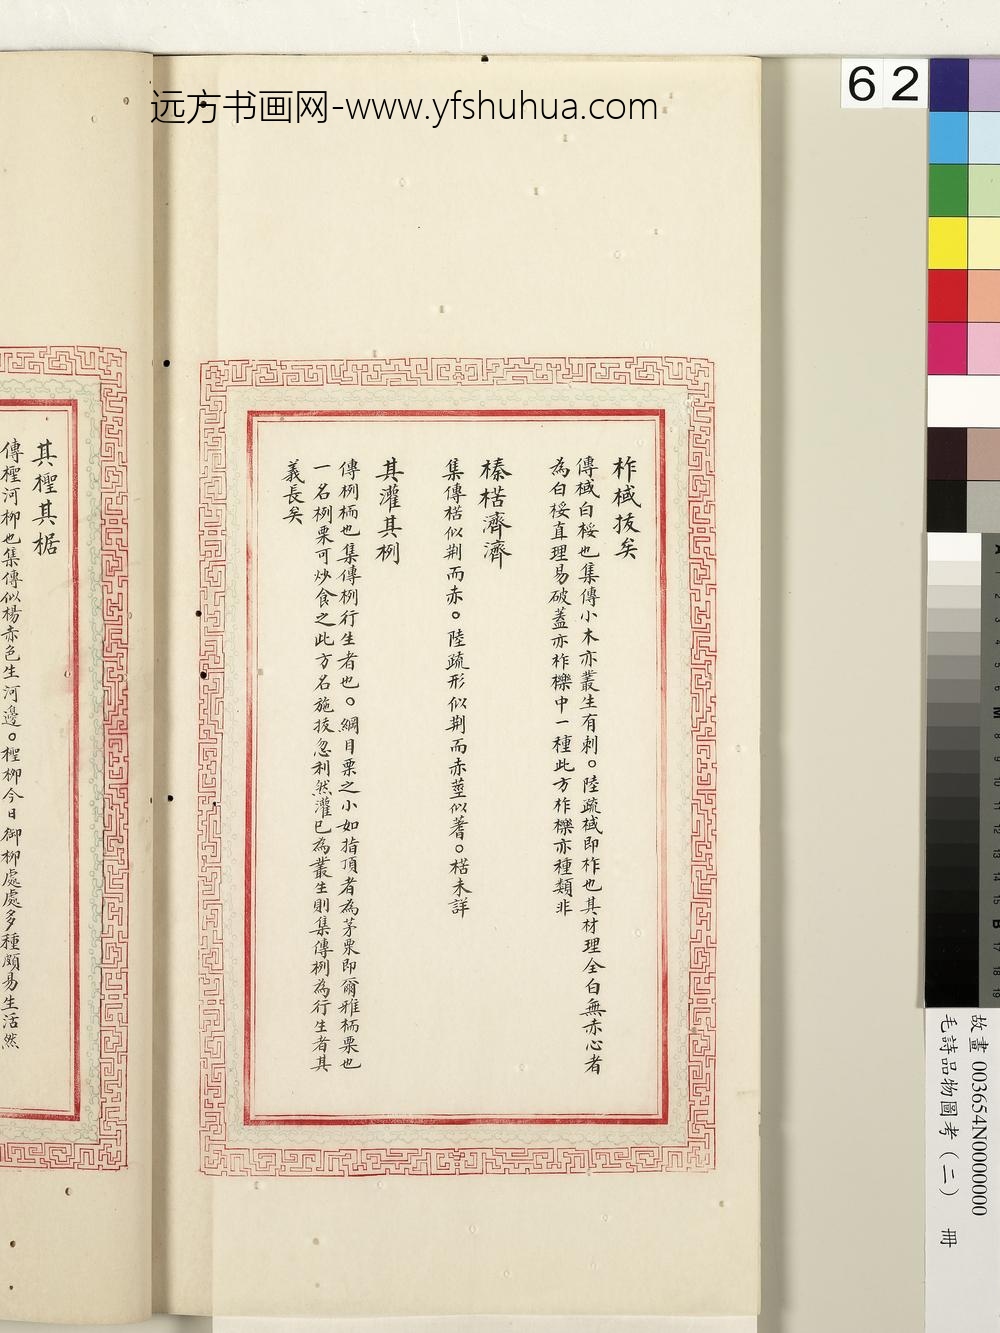 远方书画网-www.yfshuhua.com
62
柞棫拔矣
傳棫白桵也集傳小木亦叢生有刺。陸疏棫即柞也其材理全白無赤心者
為白桵直理易破蓋亦柞櫟中一種此方柞櫟亦種類非
榛楛濟濟
集傳楛似荆而赤。陸疏形似荆而赤莖似蓍。楛未詳
其灌其栵
傳栵栭也集傳栵行生者也。綱目栗之小如指頂者為茅栗即爾雅栭栗也
一名栵栗可炒食之此方名施抜忽利然灌已為叢生則集傳栵為行生者其
義長矣
其檉其椐
傳檉河柳也集傳似楊赤色生河邊。檉柳今日御柳處處多種頗易生活然
故畫 003654N0000000
毛詩品物圖考（二） 冊